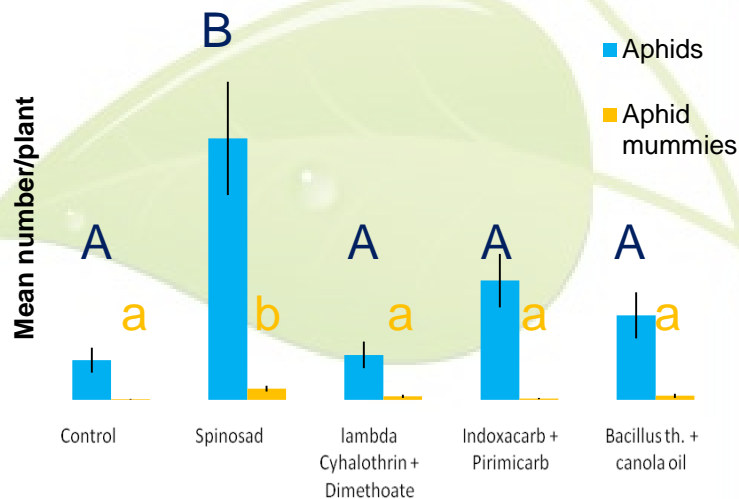 B
Aphids
Aphid
mummies
Mean number/plant
A
A
A
A
a
b
a
a
a
Control
Spinosad
lambda
Cyhalothrin +
Dimethoate
Indoxacarb +
Pirimicarb
Bacillus th. +
canola oil